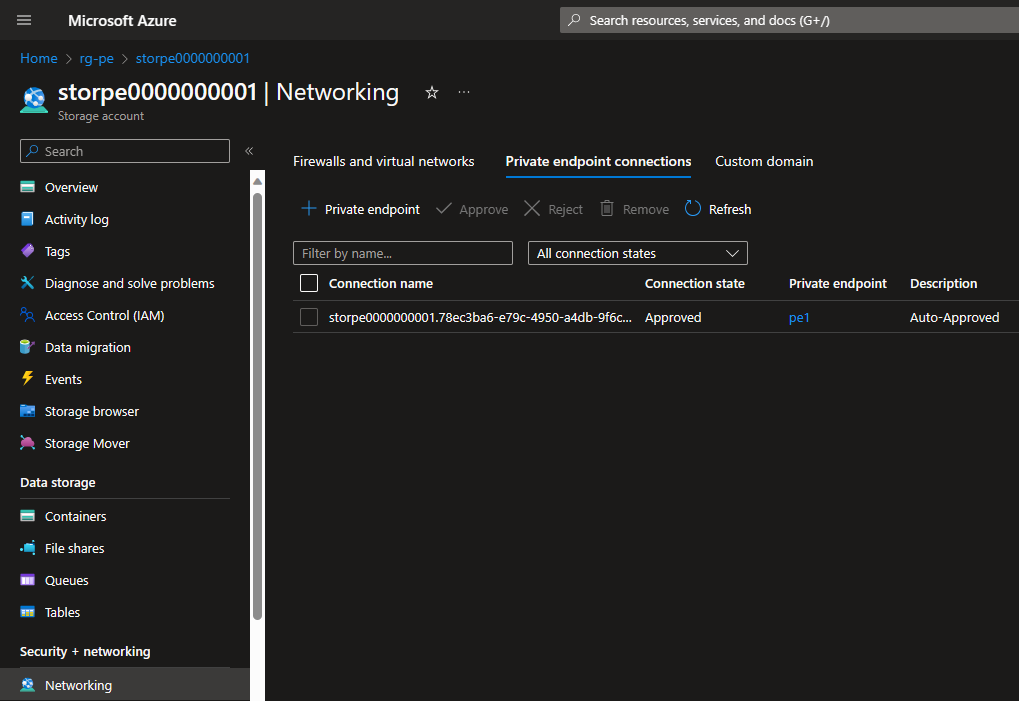 Microsoft Azure
Search resources, services, and docs (G+/)
Home > rg-pe > storpe0000000001
storpe0000000001 | Networking
Storage account
Search
Overview
Activity log
Tags
Diagnose and solve problems
Access Control (IAM)
Data migration
Events
Storage browser
Storage Mover
Data storage
Containers
File shares
Queues
Tables
Security + networking
Networking
Firewalls and virtual networks Private endpoint connections Custom domain
Private endpoint Approve Reject Remove Refresh
Filter by name... All connection states
Connection name Connection state Private endpoint Description
storpe0000000001.78ec3ba6-e79c-4950-a4db-9f6c... Approved pe1 Auto-Approved